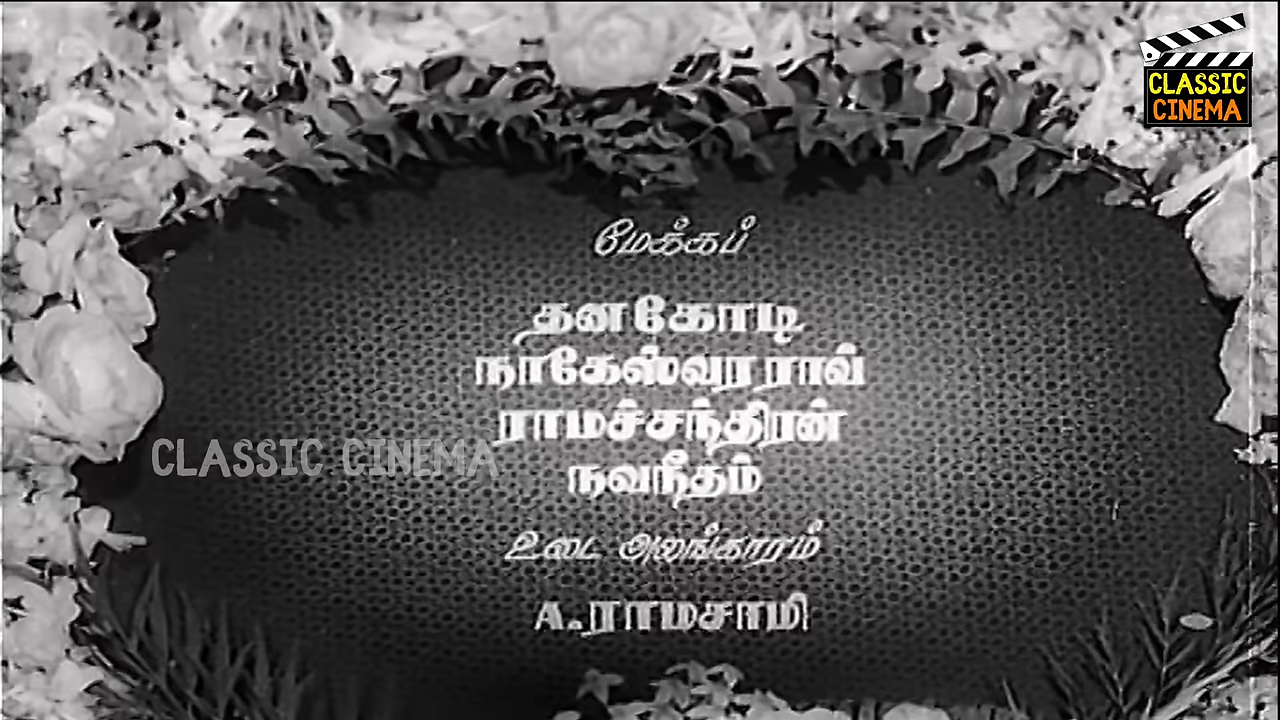 CLASSIC
CINEMA
மேக்கப்
தனகோடி
நாகேஸ்வரராவ்
ராமச்சந்திரன்
CLASSIC CINEMA
நவநீதம்
உடை அலங்காரம்
A.ராமசாமி